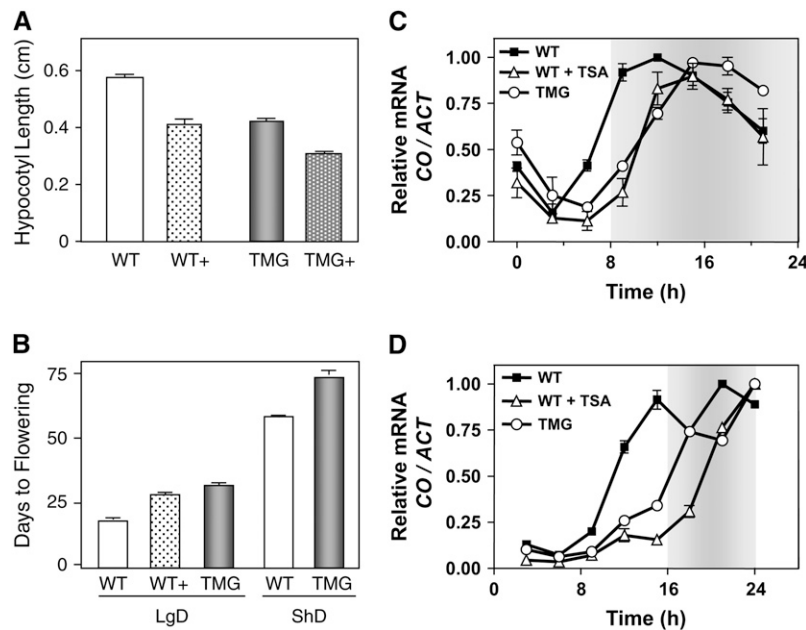 A
Hypocotyl Length (cm)
0.6
0.4
0.2
0
WT
WT+
TMG
TMG+
B
Days to Flowering
75
50
25
0
WT
WT+
TMG
WT
TMG
LgD
ShD
C
Relative mRNA
CO / ACT
1.00
0.75
0.50
0.25
0.00
WT
WT + TSA
TMG
0
8
16
24
Time (h)
D
Relative mRNA
CO / ACT
1.00
0.75
0.50
0.25
0.00
WT
WT + TSA
TMG
0
8
16
24
Time (h)